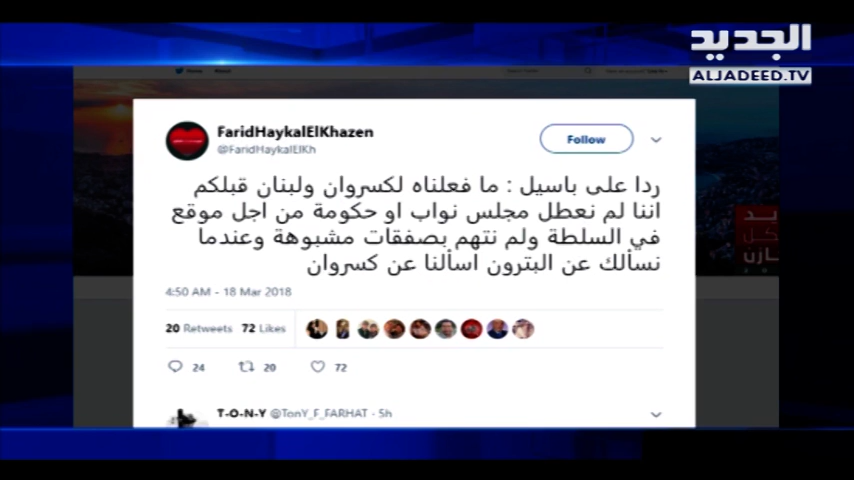 الجديد
ALJADEED.TV
Home
FaridHaykalElKhazen
@FaridHaykalElKh
Follow
ردا على باسيل : ما فعلناه لكسروان ولبنان قبلكم
اننا لم نعطل مجلس نواب او حكومة من اجل موقع
في السلطة ولم نتهم بصفقات مشبوهة وعندما
نسألك عن البترون اسألنا عن كسروان
4:50 AM - 18 Mar 2018
20 Retweets 72 Likes
24 20 72
T-O-N-Y @TonY_F_FARHAT · 5h